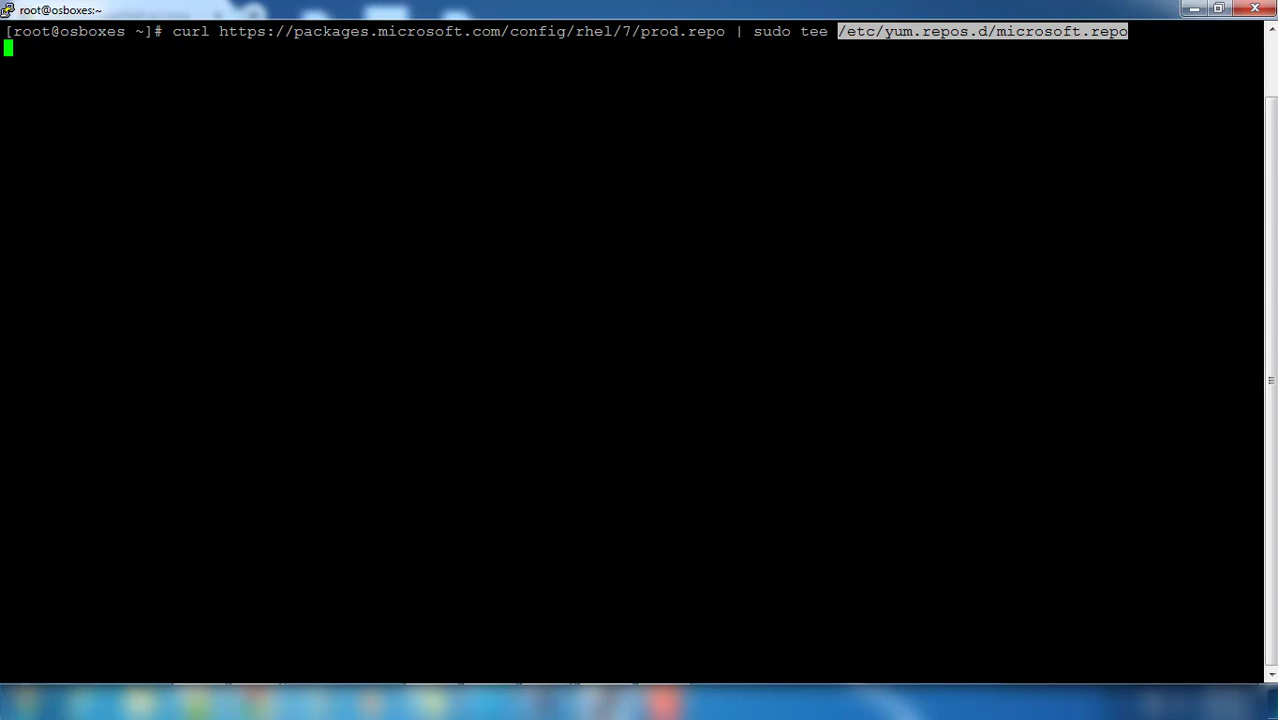 root@osboxes:~
[root@osboxes ~]# curl https://packages.microsoft.com/config/rhel/7/prod.repo | sudo tee /etc/yum.repos.d/microsoft.repo